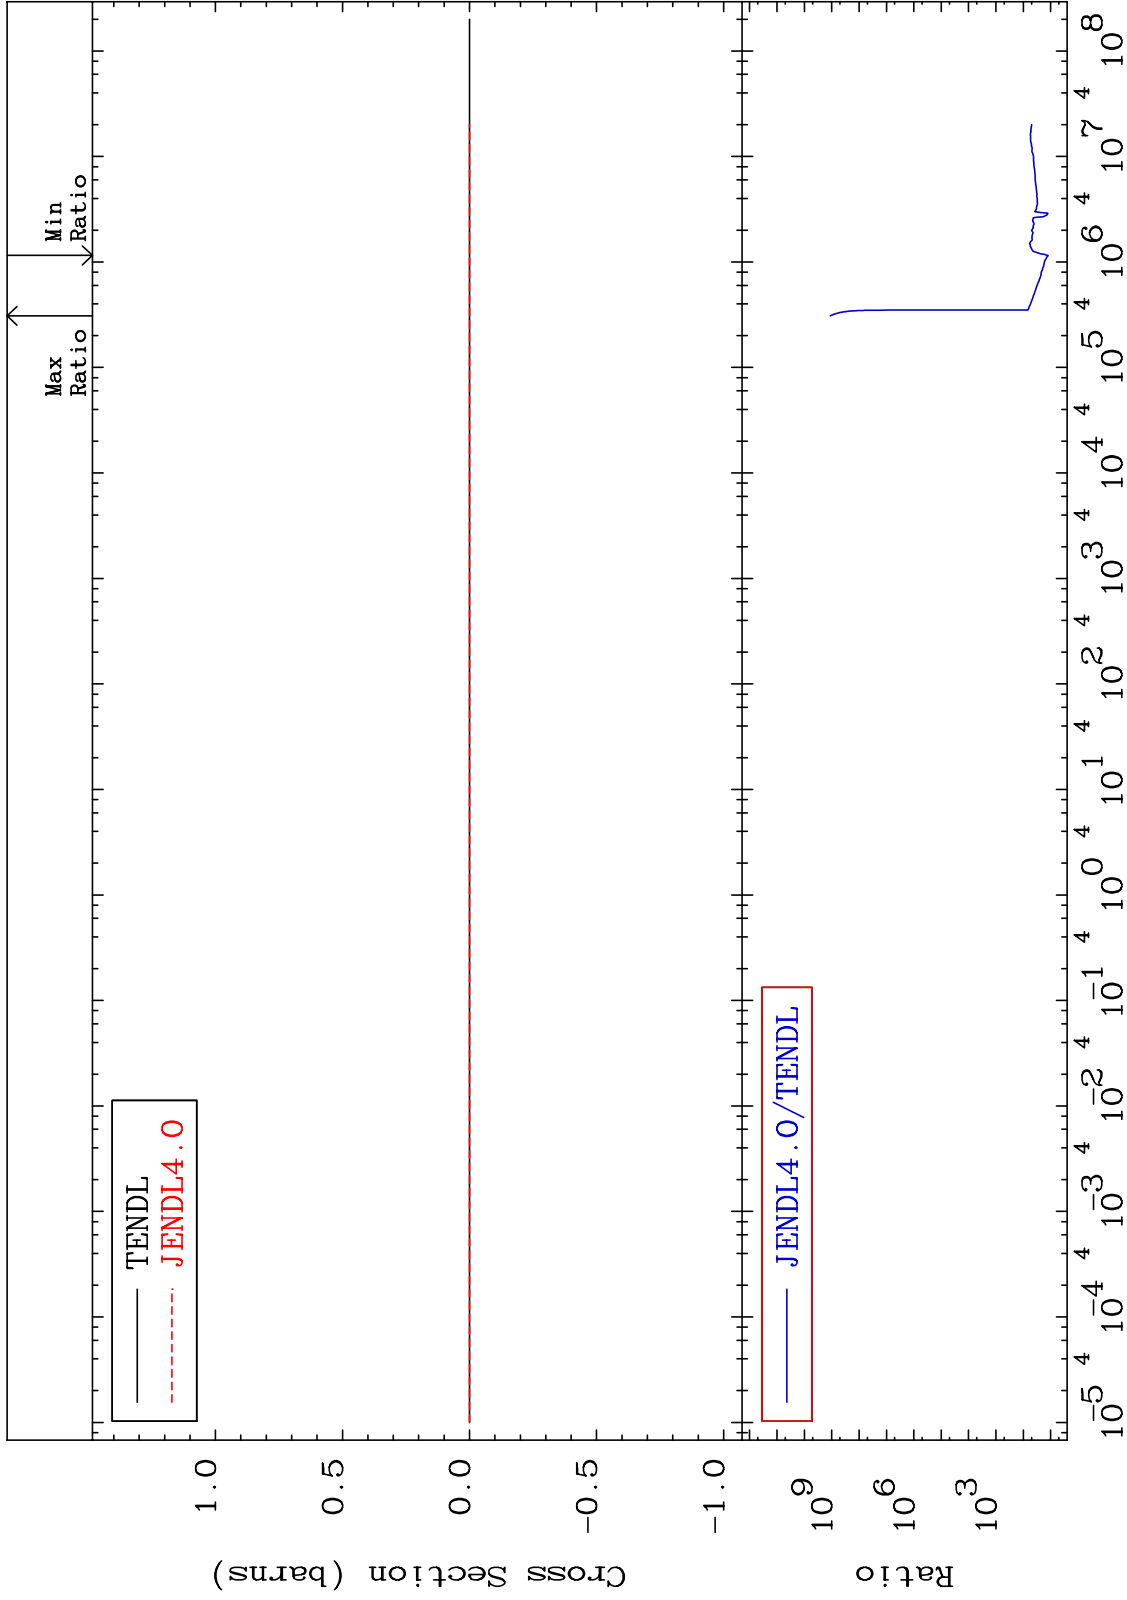 Max
Ratio
Min
Ratio
Cross Section (barns)
1.0
0.5
0.0
-0.5
-1.0
TENDL
JENDL4.0
Ratio
10^9
10^6
10^3
JENDL4.0/TENDL
10^-5 4 10^-4 4 10^-3 4 10^-2 4 10^-1 4 10^0 4 10^1 4 10^2 4 10^3 4 10^4 4 10^5 4 10^6 4 10^7 4 10^8